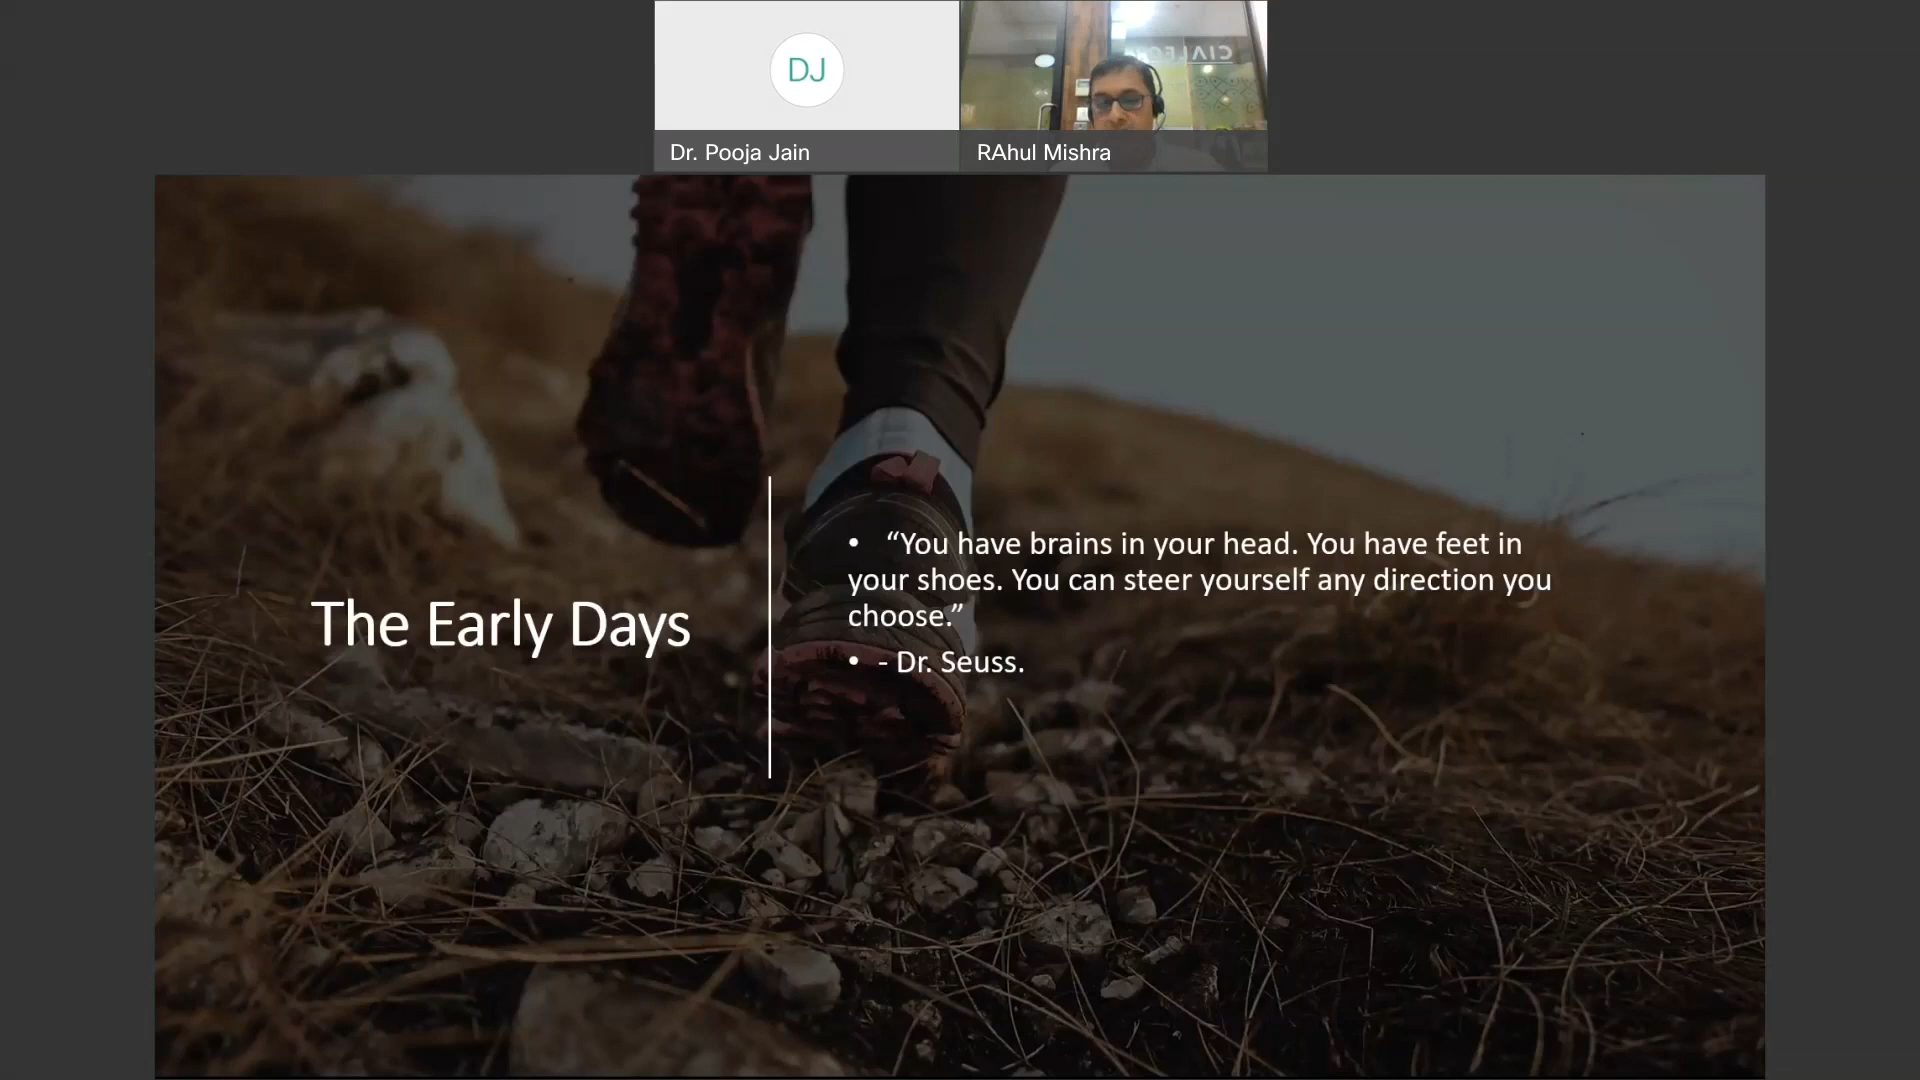 DJ
Dr. Pooja Jain
RAhul Mishra
The Early Days
• “You have brains in your head. You have feet in
your shoes. You can steer yourself any direction you
choose.”
• - Dr. Seuss.